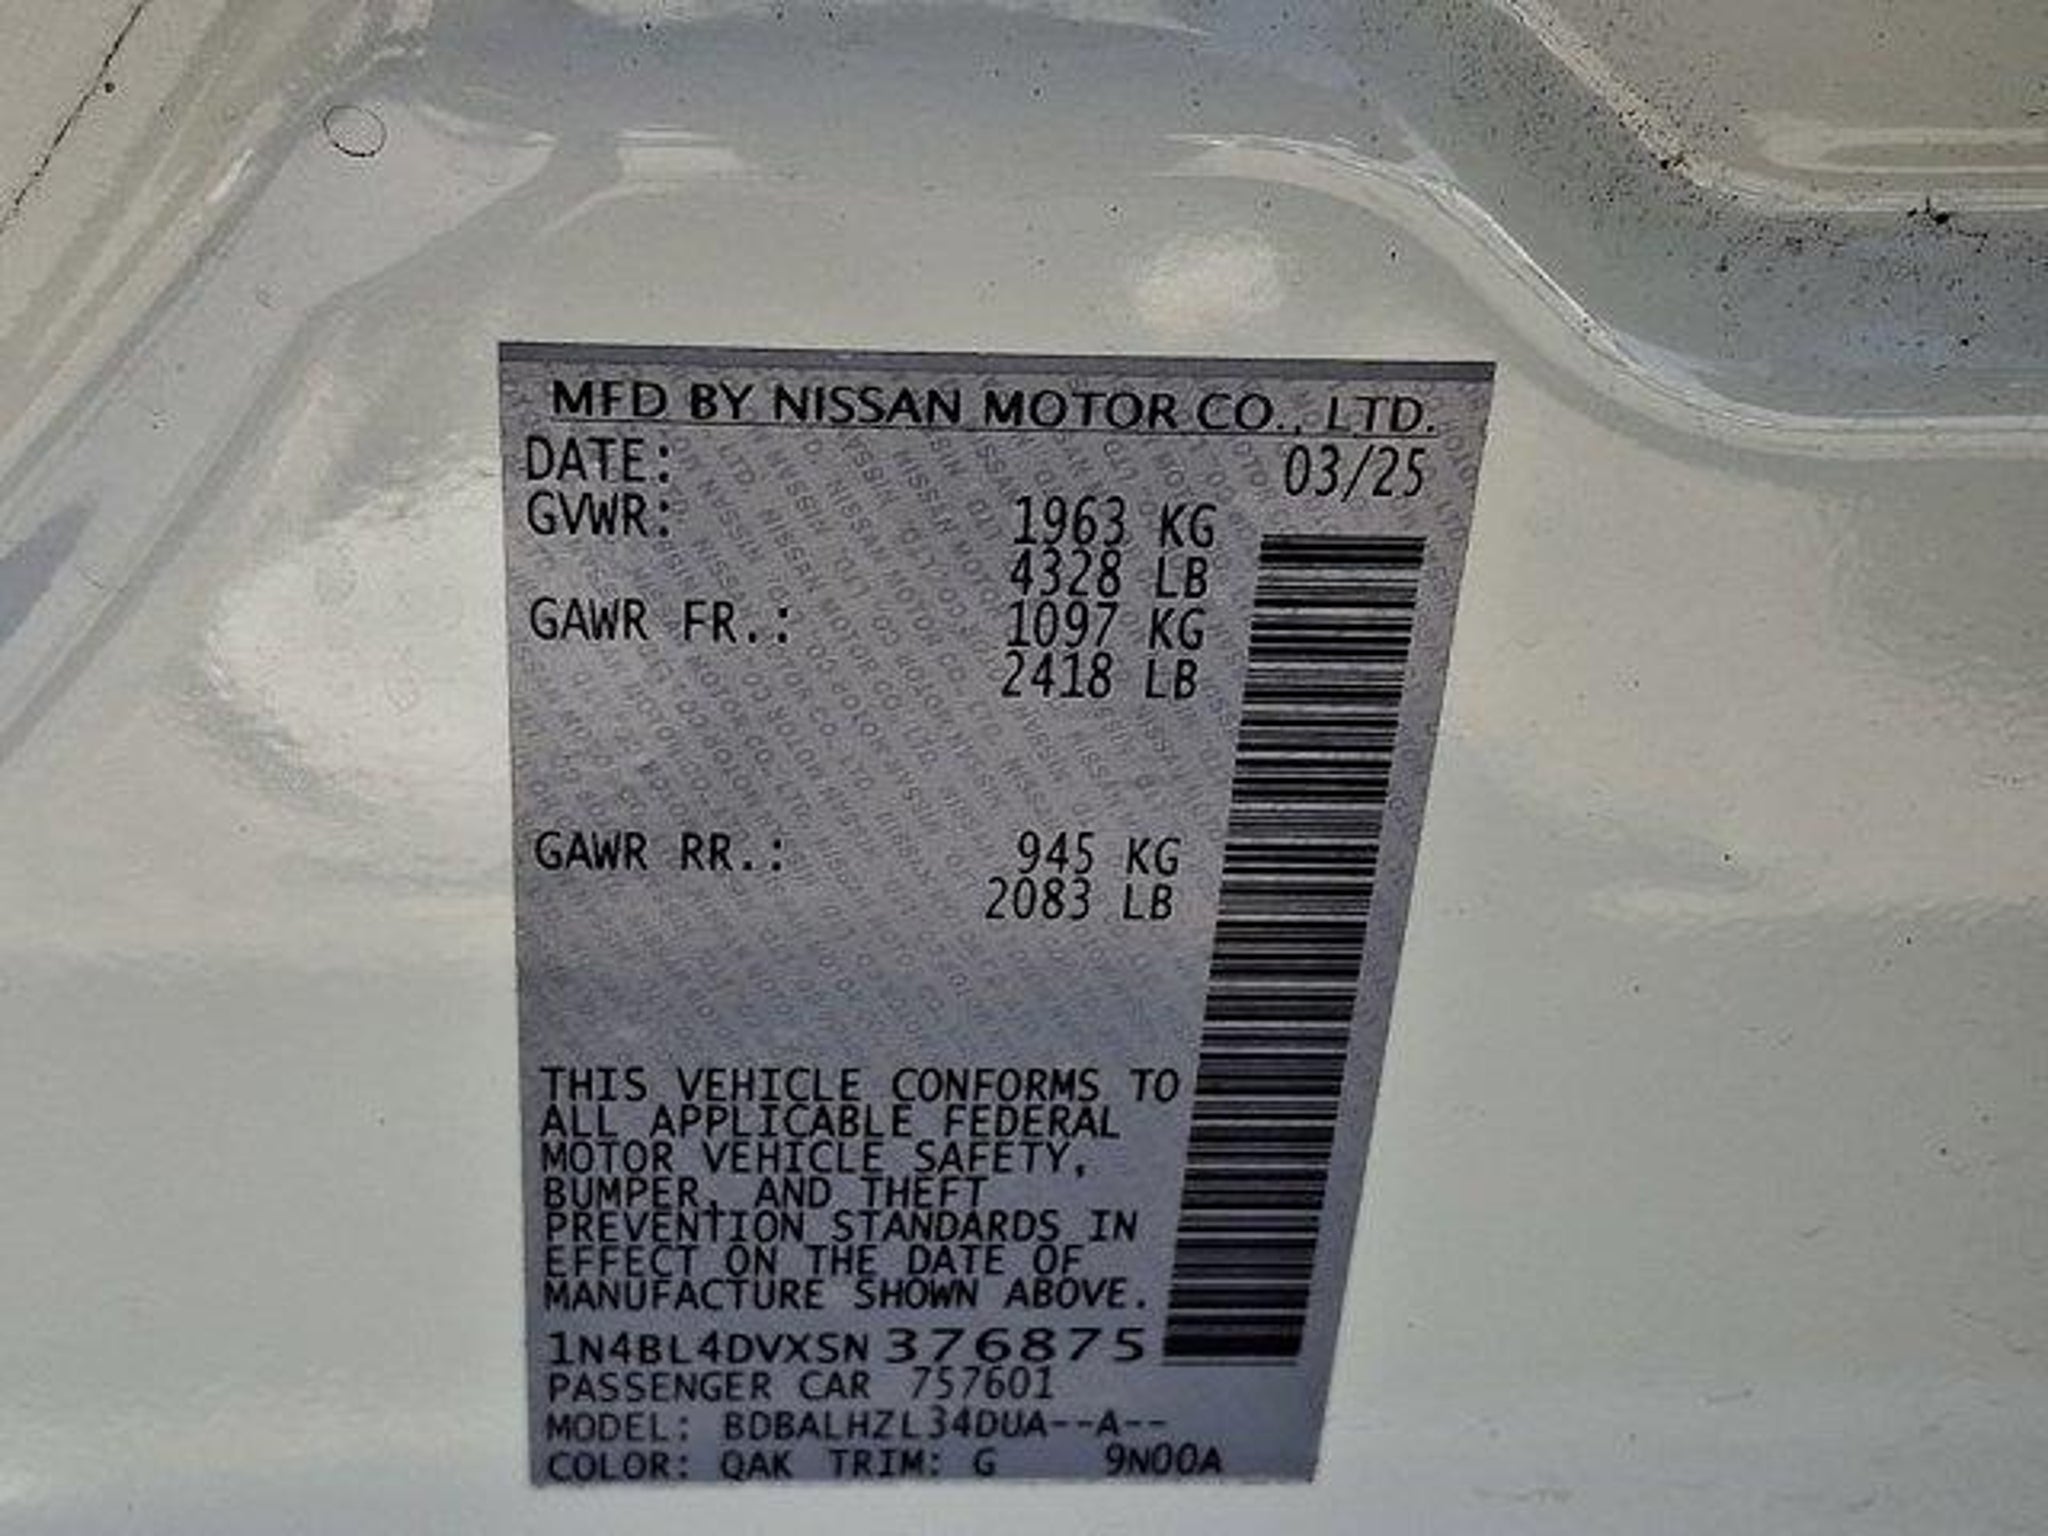 MFD BY NISSAN MOTOR CO., LTD.
DATE: 03/25
GVWR: 1963 KG
4328 LB
GAWR FR.: 1097 KG
2418 LB
GAWR RR.: 945 KG
2083 LB
THIS VEHICLE CONFORMS TO
ALL APPLICABLE FEDERAL
MOTOR VEHICLE SAFETY,
BUMPER, AND THEFT
PREVENTION STANDARDS IN
EFFECT ON THE DATE OF
MANUFACTURE SHOWN ABOVE.
1N4BL4DVXSN376875
PASSENGER CAR 757601
MODEL: BDBALHZL34DUA--A--
COLOR: QAK TRIM: G 9N00A